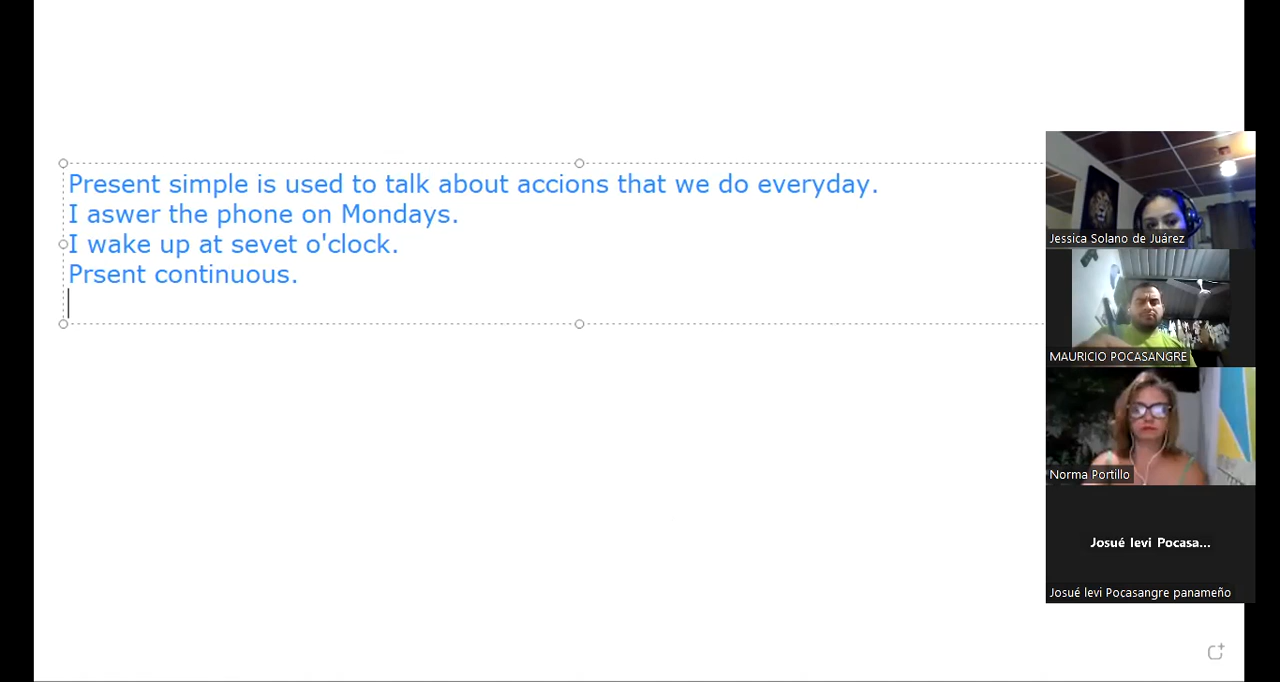 Present simple is used to talk about accions that we do everyday.
I aswer the phone on Mondays.
I wake up at sevet o'clock.
Prsent continuous.
Jessica Solano de Juárez
MAURICIO POCASANGRE
Norma Portillo
Josué levi Pocasa...
Josué levi Pocasangre panameño